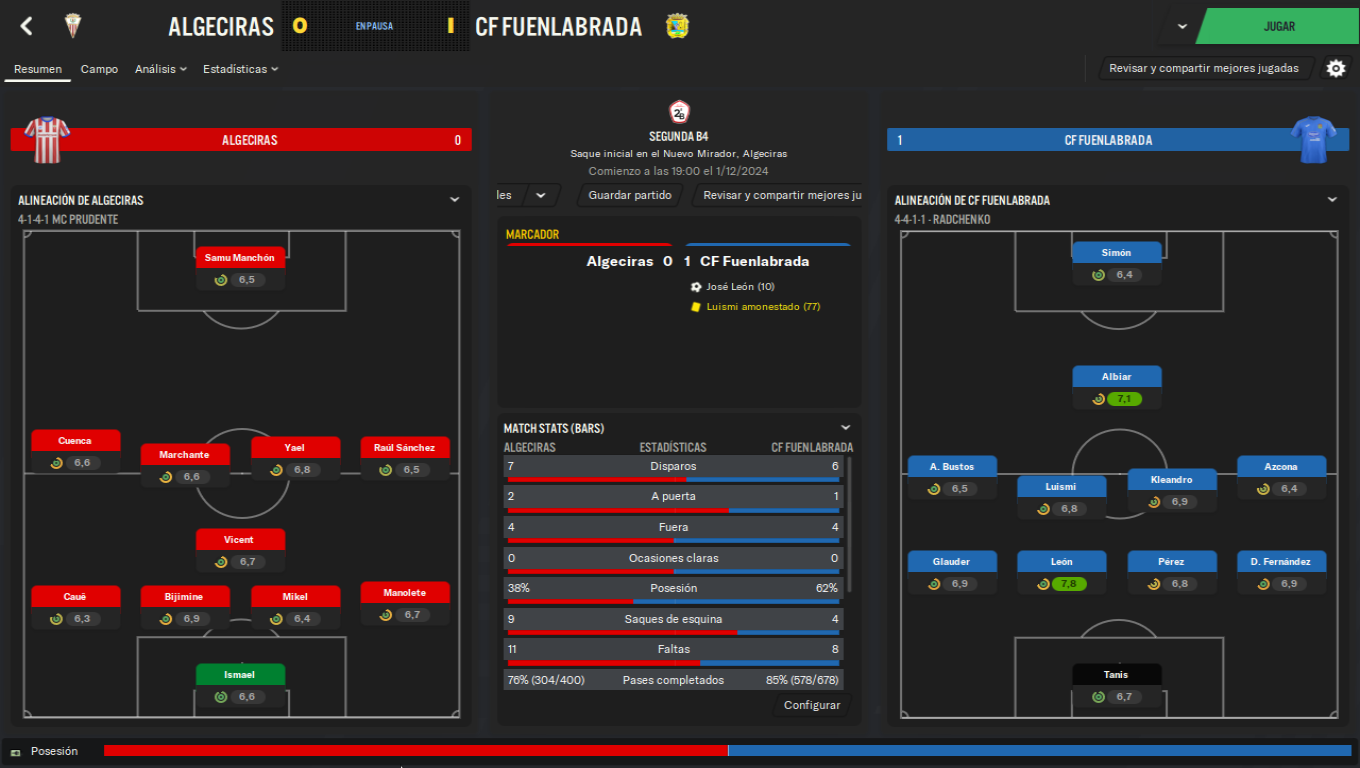 ALGECIRAS
0
EN PAUSA
1
CF FUENLABRADA
JUGAR
Resumen
Campo
Análisis
Estadísticas
Revisar y compartir mejores jugadas
ALGECIRAS
0
ALINEACIÓN DE ALGECIRAS
4-1-4-1 MC PRUDENTE
Samu Manchón
6,5
Cuenca
6,6
Marchante
6,6
Yael
6,8
Raúl Sánchez
6,5
Vicent
6,7
Cauê
6,3
Bijimine
6,9
Mikel
6,4
Manolete
6,7
Ismael
6,6
2ªB
SEGUNDA B4
Saque inicial en el Nuevo Mirador, Algeciras
Comienzo a las 19:00 el 1/12/2024
les
Guardar partido
Revisar y compartir mejores ju
MARCADOR
Algeciras 0 1 CF Fuenlabrada
José León (10)
Luismi amonestado (77)
MATCH STATS (BARS)
ALGECIRAS ESTADÍSTICAS CF FUENLABRADA
7 Disparos 6
2 A puerta 1
4 Fuera 4
0 Ocasiones claras 0
38% Posesión 62%
9 Saques de esquina 4
11 Faltas 8
76% (304/400) Pases completados 85% (578/678)
Configurar
1
CF FUENLABRADA
ALINEACIÓN DE CF FUENLABRADA
4-4-1-1 - RADCHENKO
Simón
6,4
Albiar
7,1
A. Bustos
6,5
Luismi
6,8
Kleandro
6,9
Azcona
6,4
Glauder
6,9
León
7,8
Pérez
6,8
D. Fernández
6,9
Tanis
6,7
Posesión